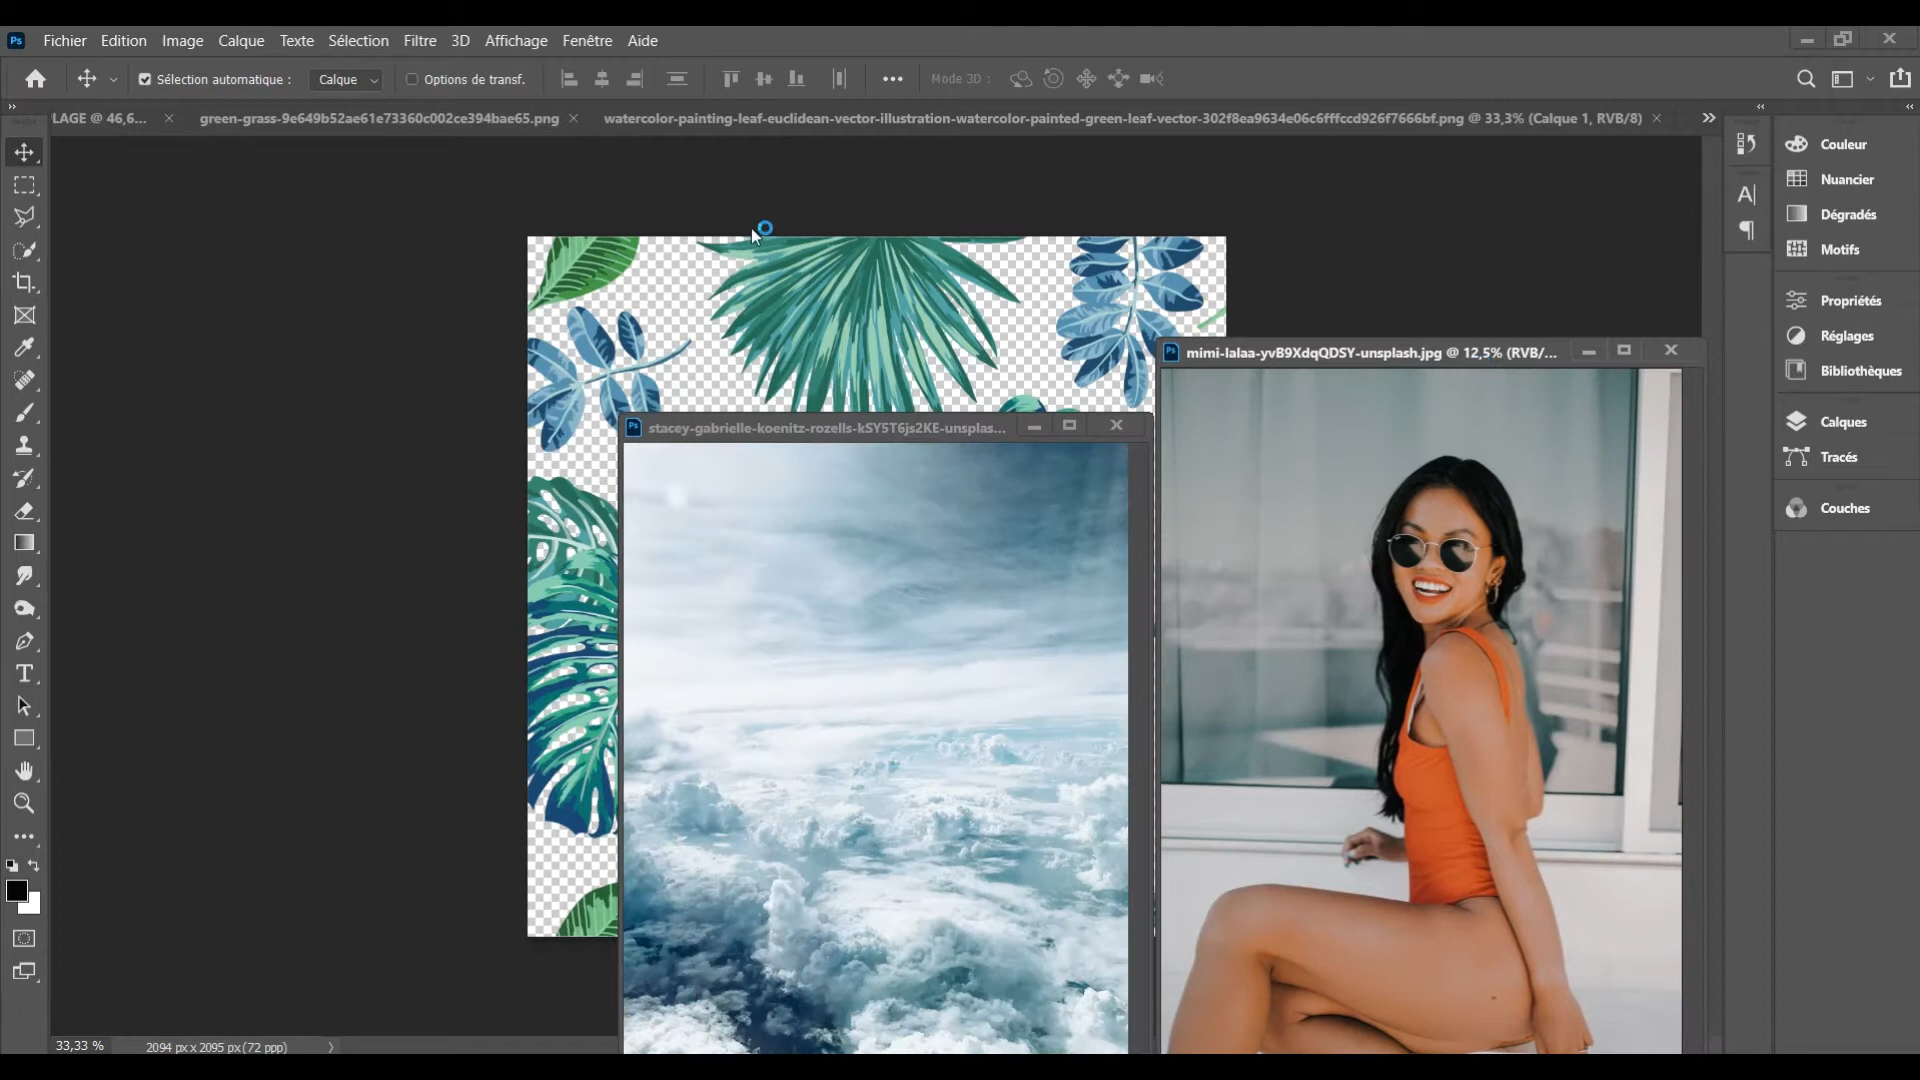 Ps Fichier Edition Image Calque Texte Sélection Filtre 3D Affichage Fenêtre Aide
Sélection automatique : Calque Options de transf. Mode 3D :
LAGE @ 46,6... green-grass-9e649b52ae61e73360c002ce394bae65.png watercolor-painting-leaf-euclidean-vector-illustration-watercolor-painted-green-leaf-vector-302f8ea9634e06c6fffccd926f7666bf.png @ 33,3% (Calque 1, RVB/8)
Couleur
Nuancier
Dégradés
Motifs
Propriétés
Réglages
Bibliothèques
Calques
Tracés
Couches
Ps mimi-lalaa-yvB9XdqQDSY-unsplash.jpg @ 12,5% (RVB/...
Ps stacey-gabrielle-koenitz-rozells-kSY5T6js2KE-unsplas...
33,33 % 2094 px x 2095 px (72 ppp)